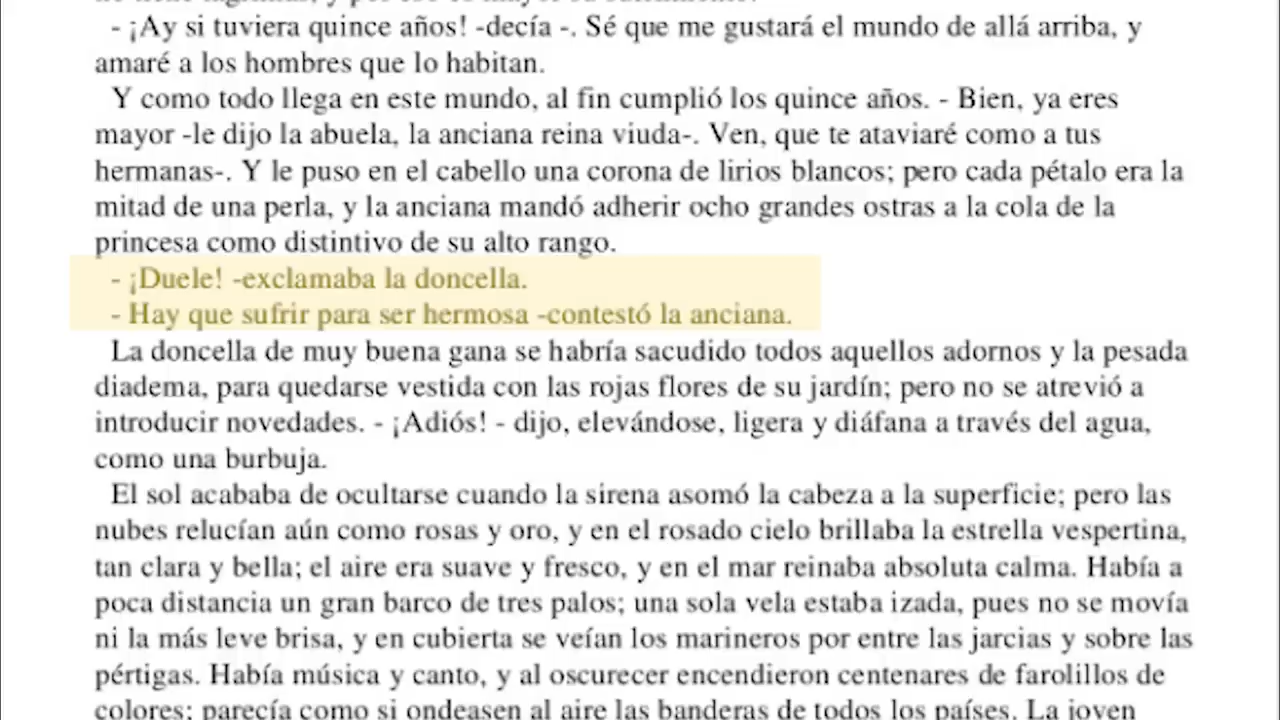 - ¡Ay si tuviera quince años! -decía -. Sé que me gustará el mundo de allá arriba, y
amaré a los hombres que lo habitan.
Y como todo llega en este mundo, al fin cumplió los quince años. - Bien, ya eres
mayor -le dijo la abuela, la anciana reina viuda-. Ven, que te ataviaré como a tus
hermanas-. Y le puso en el cabello una corona de lirios blancos; pero cada pétalo era la
mitad de una perla, y la anciana mandó adherir ocho grandes ostras a la cola de la
princesa como distintivo de su alto rango.
- ¡Duele! -exclamaba la doncella.
- Hay que sufrir para ser hermosa -contestó la anciana.
La doncella de muy buena gana se habría sacudido todos aquellos adornos y la pesada
diadema, para quedarse vestida con las rojas flores de su jardín; pero no se atrevió a
introducir novedades. - ¡Adiós! - dijo, elevándose, ligera y diáfana a través del agua,
como una burbuja.
El sol acababa de ocultarse cuando la sirena asomó la cabeza a la superficie; pero las
nubes relucían aún como rosas y oro, y en el rosado cielo brillaba la estrella vespertina,
tan clara y bella; el aire era suave y fresco, y en el mar reinaba absoluta calma. Había a
poca distancia un gran barco de tres palos; una sola vela estaba izada, pues no se movía
ni la más leve brisa, y en cubierta se veían los marineros por entre las jarcias y sobre las
pértigas. Había música y canto, y al oscurecer encendieron centenares de farolillos de
colores; parecía como si ondeasen al aire las banderas de todos los países. La joven